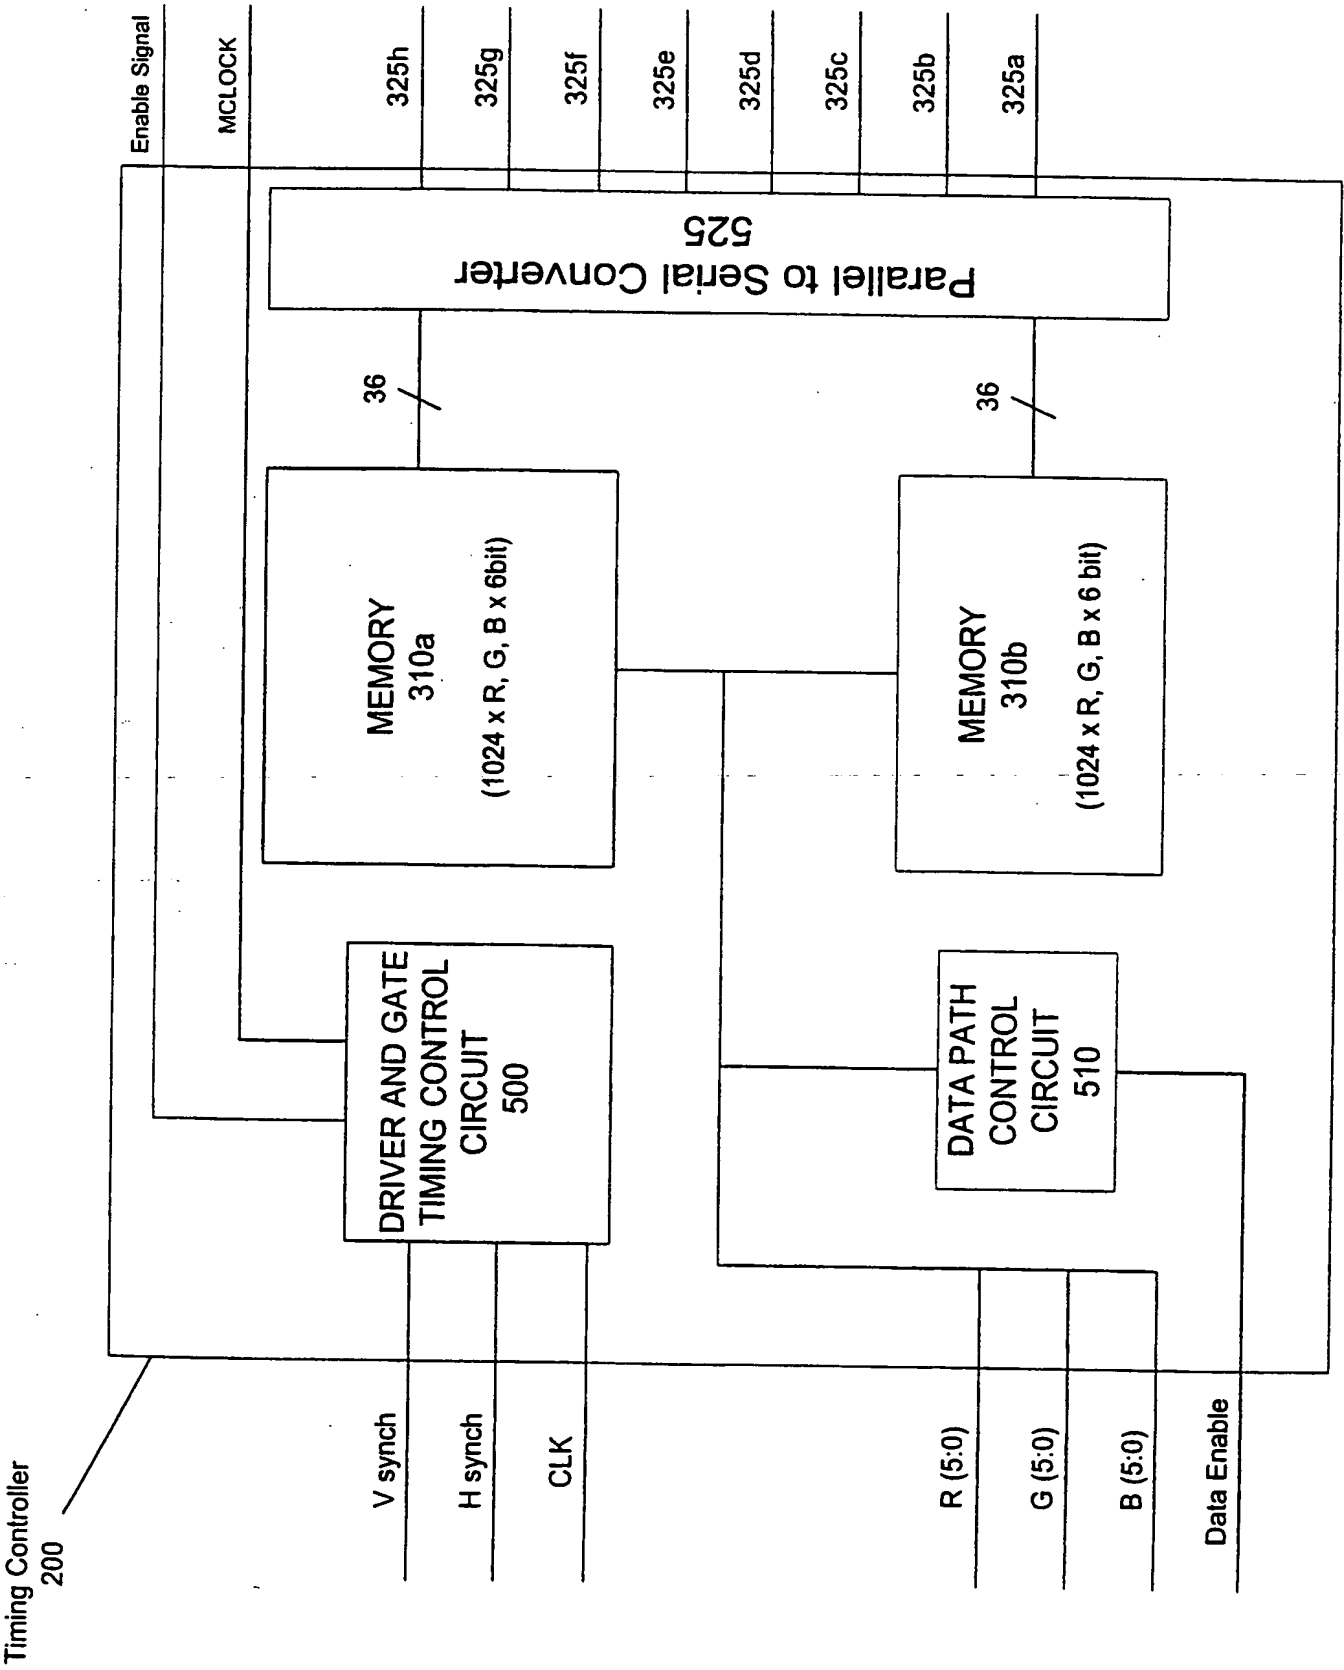 Timing Controller
200
Enable Signal
MCLOCK
V synch
H synch
CLK
DRIVER AND GATE
TIMING CONTROL
CIRCUIT
500
MEMORY
310a
(1024 x R, G, B x 6bit)
36
Parallel to Serial Converter
525
325h
325g
325f
325e
325d
325c
325b
325a
R (5:0)
G (5:0)
B (5:0)
Data Enable
DATA PATH
CONTROL
CIRCUIT
510
MEMORY
310b
(1024 x R, G, B x 6 bit)
36